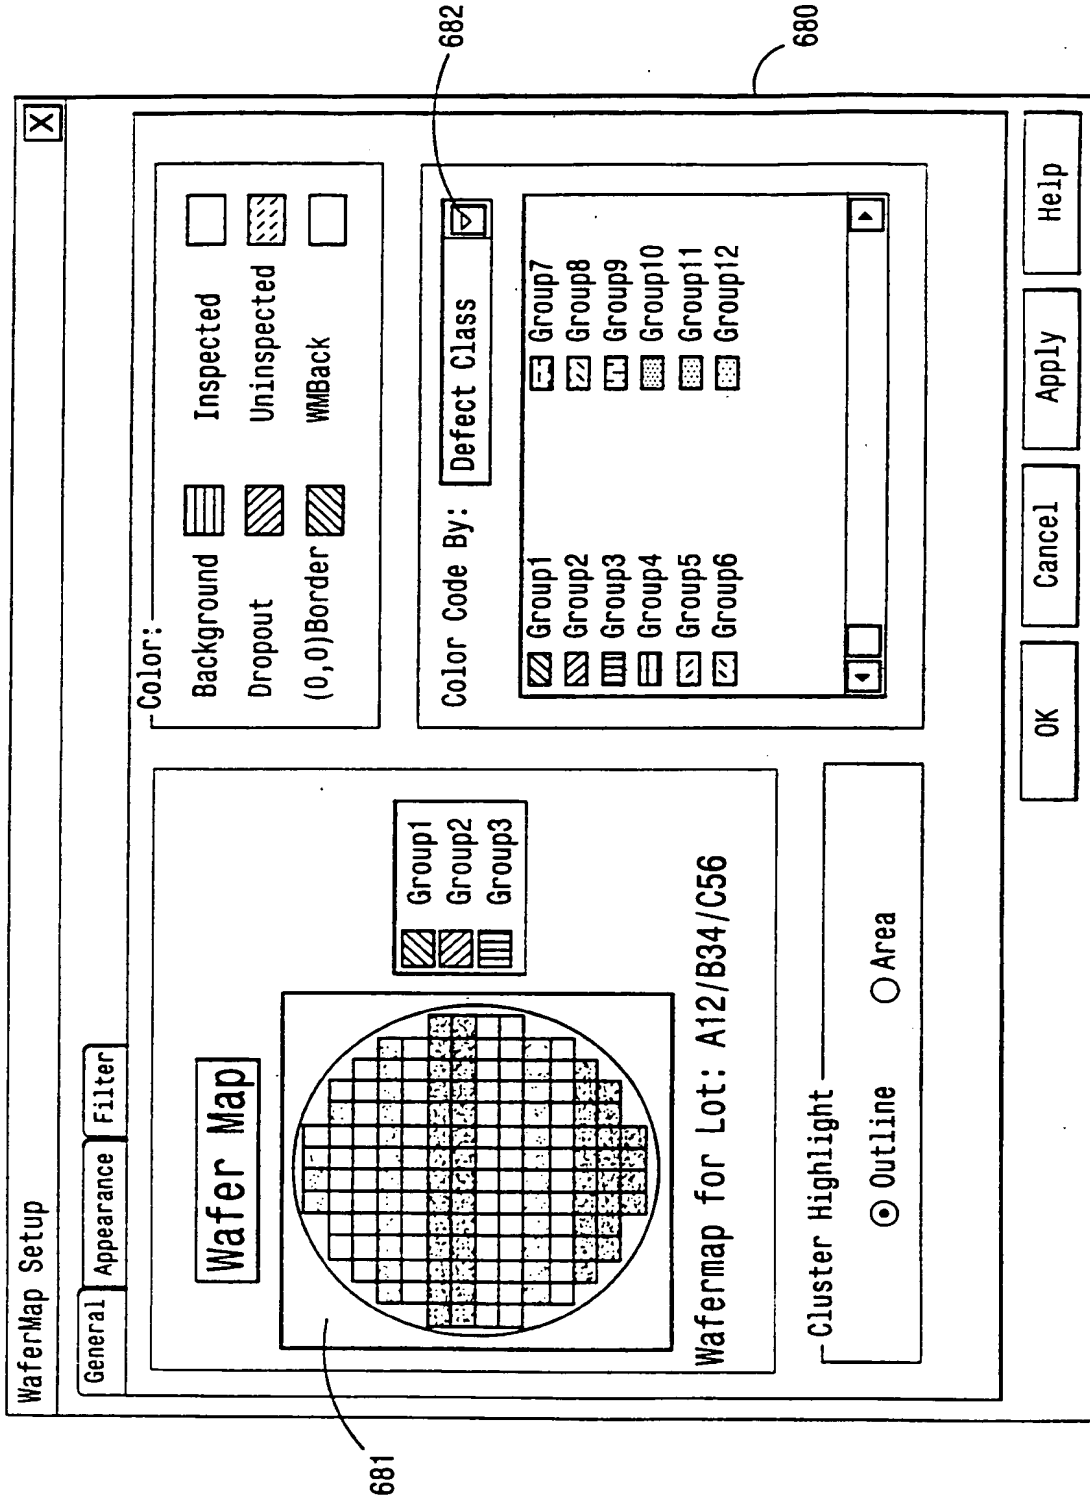 WaferMap Setup
X
General
Appearance
Filter
Wafer Map
Group1
Group2
Group3
Wafermap for Lot: A12/B34/C56
Cluster Highlight
Outline
Area
Color:
Background
Inspected
Dropout
Uninspected
(0,0)Border
WMBack
Color Code By:
Defect Class
Group1
Group7
Group2
Group8
Group3
Group9
Group4
Group10
Group5
Group11
Group6
Group12
OK
Cancel
Apply
Help
681
682
680